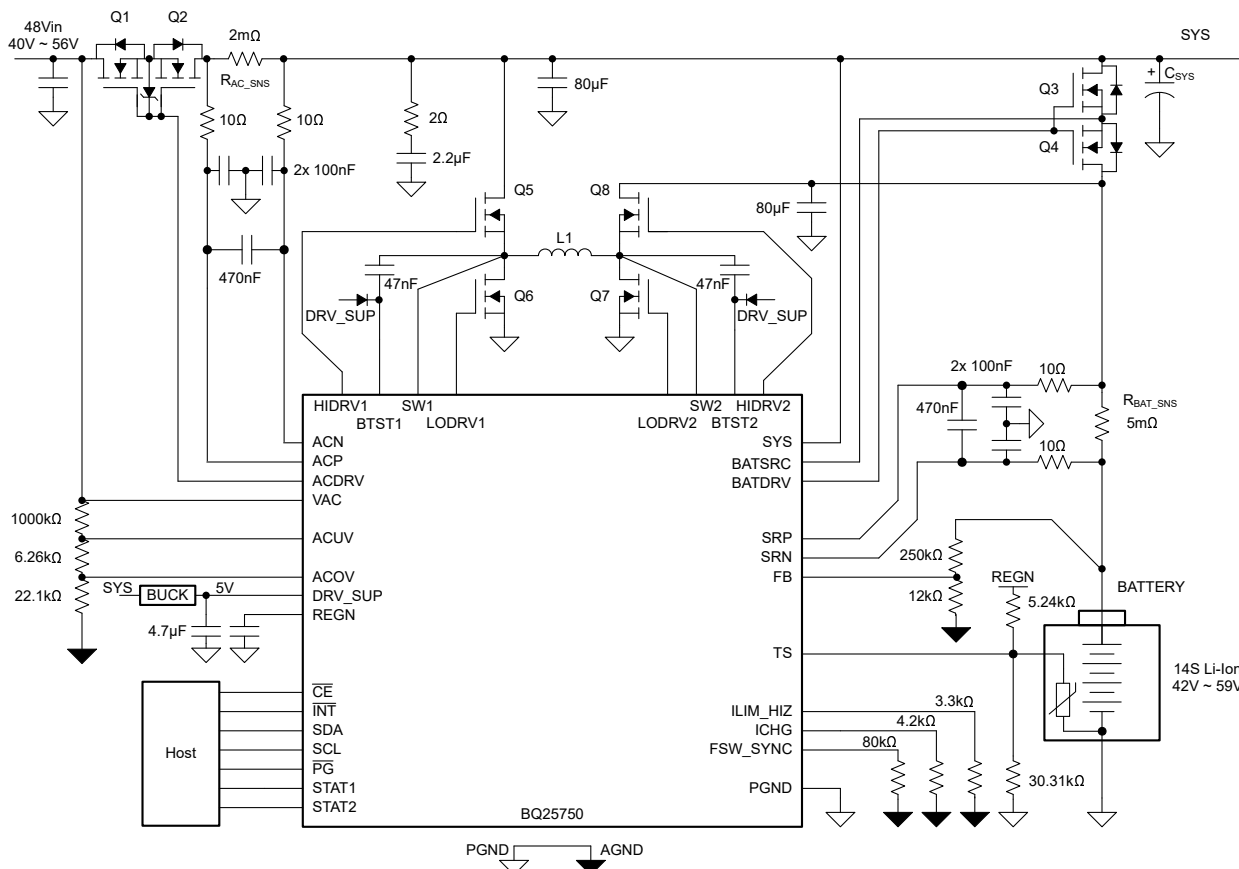 48Vin
40V ~ 56V
Q1
Q2
2mΩ
RAC_SNS
SYS
10Ω
10Ω
2Ω
2.2µF
80µF
Q3
Q4
CSYS
+
2x 100nF
470nF
Q5
Q8
80µF
L1
47nF
47nF
Q6
Q7
DRV_SUP
DRV_SUP
HIDRV1
BTST1
SW1
LODRV1
LODRV2
SW2
BTST2
HIDRV2
2x 100nF
10Ω
470nF
10Ω
RBAT_SNS
5mΩ
ACN
ACP
ACDRV
VAC
ACUV
ACOV
DRV_SUP
REGN
1000kΩ
6.26kΩ
22.1kΩ
SYS
BUCK
5V
4.7µF
Host
CE
INT
SDA
SCL
PG
STAT1
STAT2
SYS
BATSRC
BATDRV
SRP
SRN
FB
TS
ILIM_HIZ
ICHG
FSW_SYNC
PGND
250kΩ
12kΩ
REGN
5.24kΩ
BATTERY
14S Li-Ion
42V ~ 59V
3.3kΩ
4.2kΩ
80kΩ
30.31kΩ
BQ25750
PGND
AGND